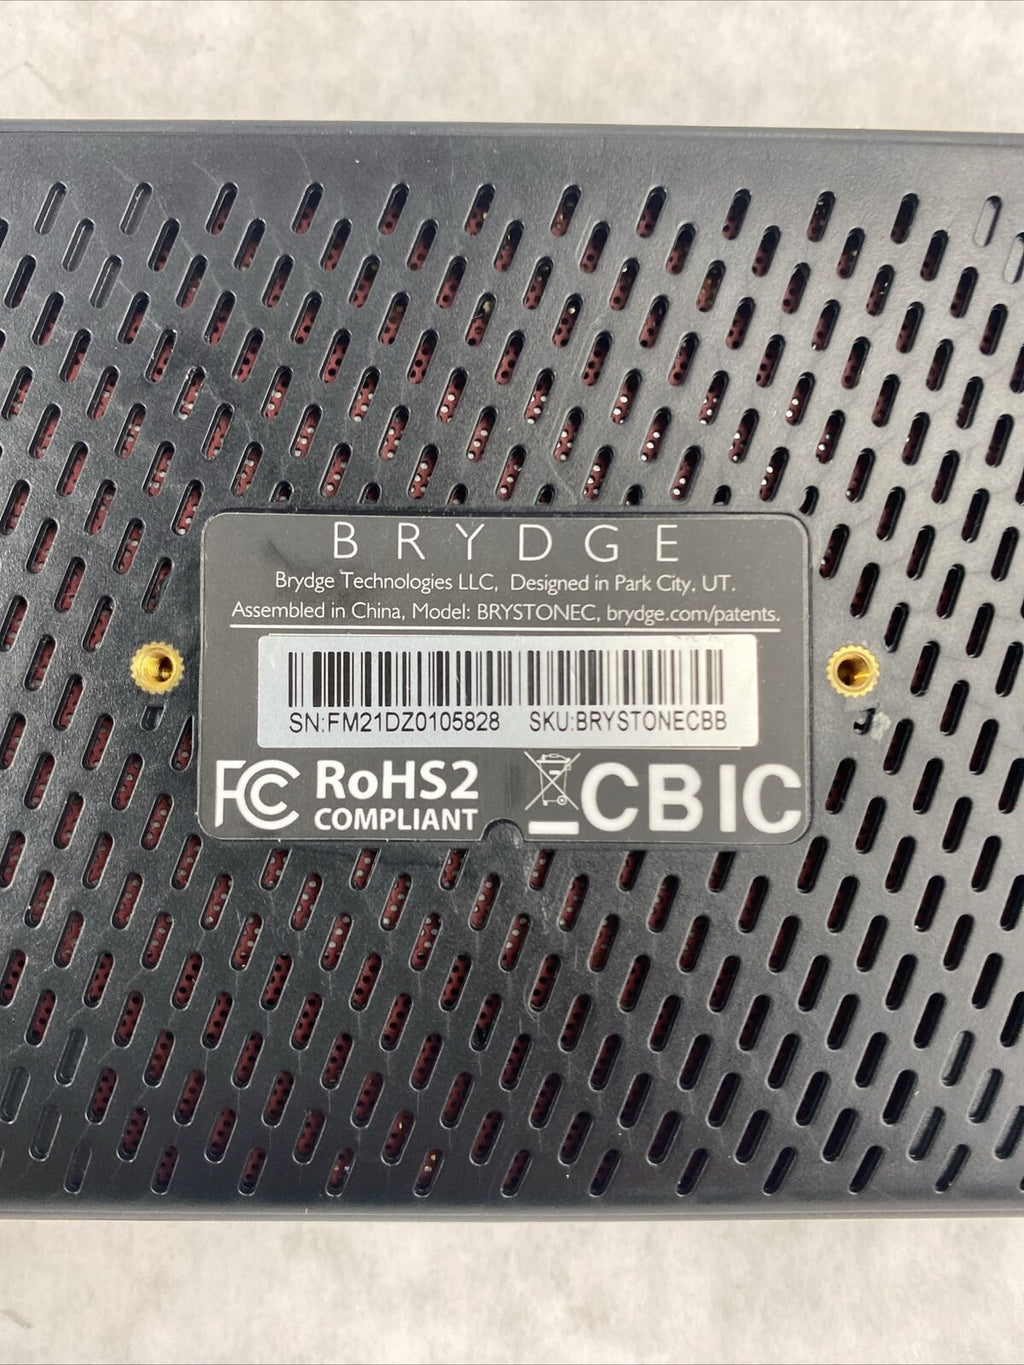 BRYDGE
Brydge Technologies LLC, Designed in Park City, UT.
Assembled in China, Model: BRYSTONEC, brydge.com/patents.
SN:FM21DZ0105828 SKU:BRYSTONECBB
FC RoHS2 CB IC
COMPLIANT